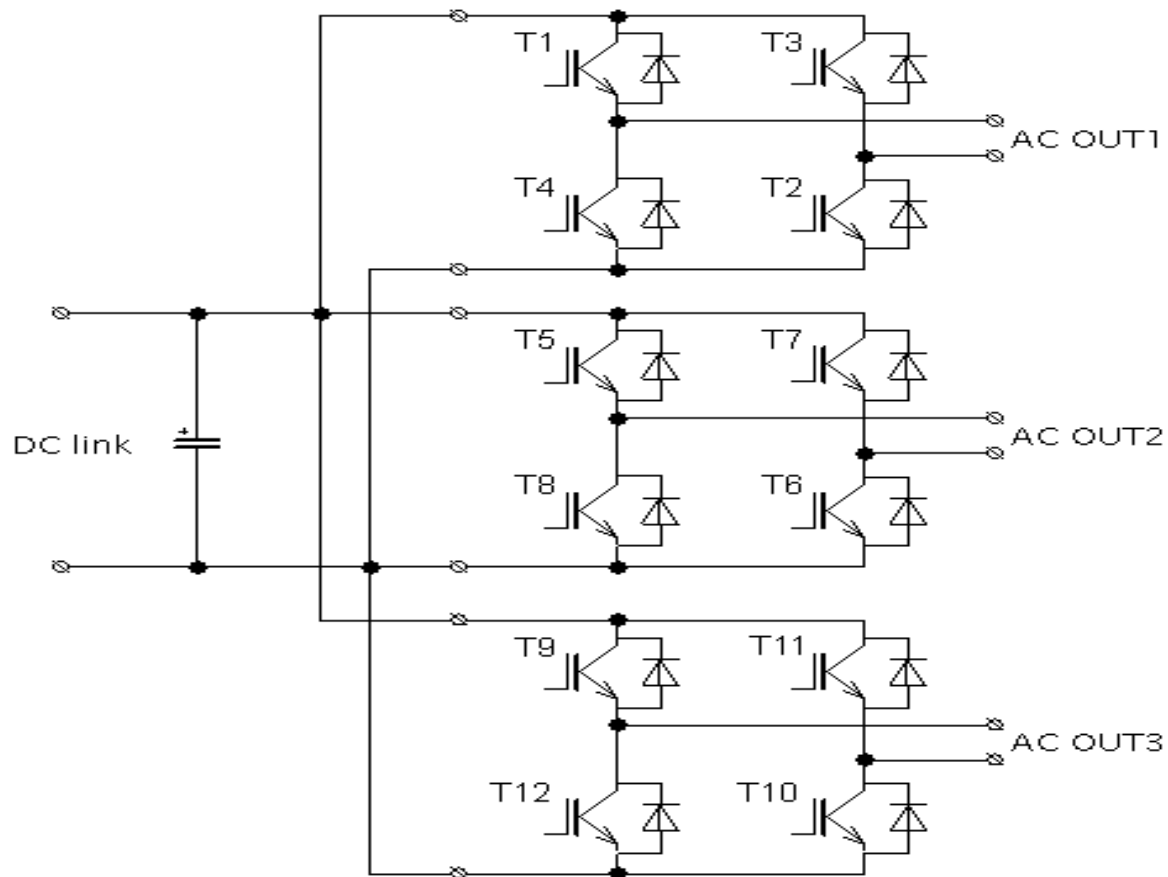 T1
T3
AC OUT1
T4
T2
T5
T7
DC link
+
AC OUT2
T8
T6
T9
T11
AC OUT3
T12
T10